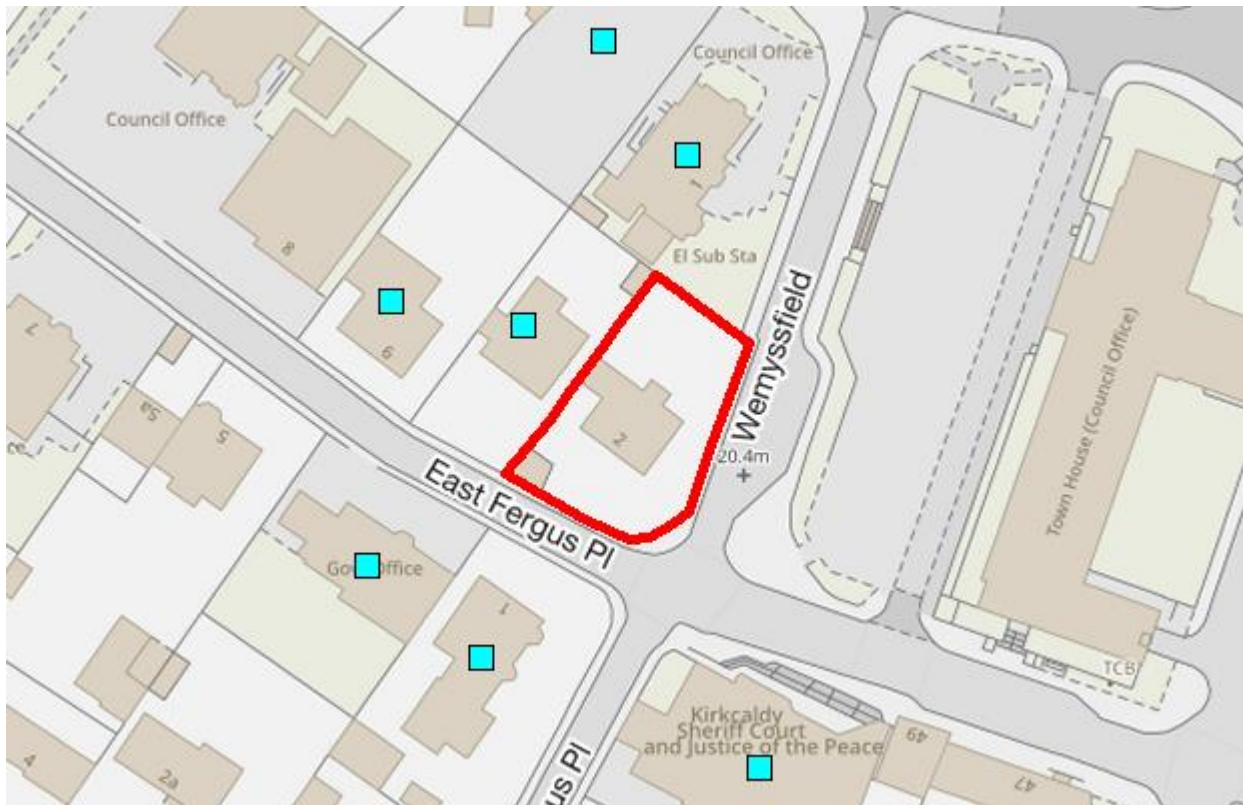 Council Office
Council Office
1
El Sub Sta
8
6
7
2
Wemyssfield
20.4m
Town House (Council Office)
5a
5
East Fergus Pl
Gov Office
1
TCB
4
2a
Kirkcaldy
Sheriff Court
and Justice of the Peace
49
47
us Pl